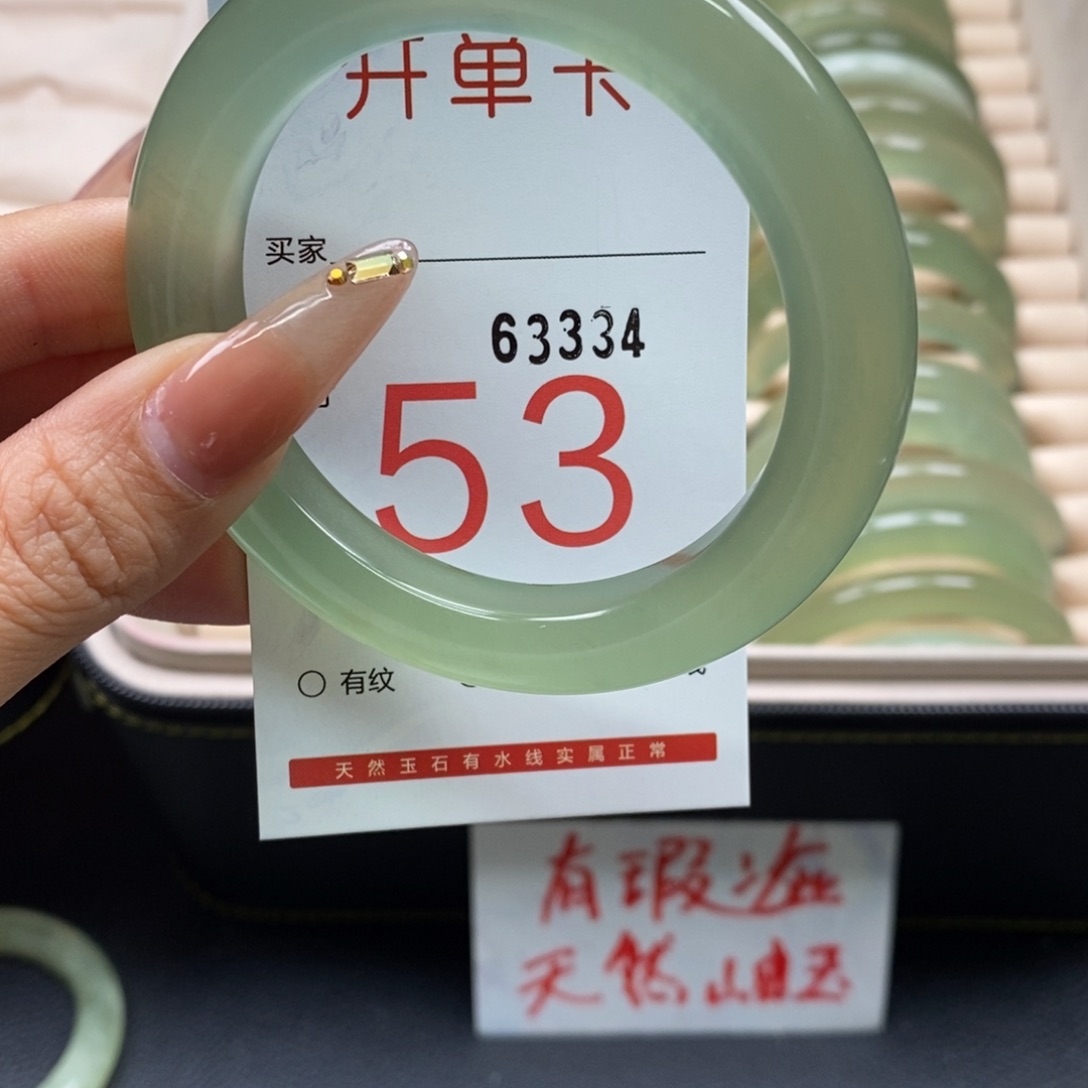 开单卡
买家
63334
53
○ 有纹
天然玉石有水线实属正常
有瑕疵
天然岫玉